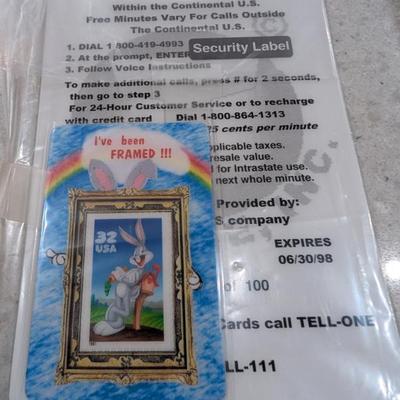 Within the Continental U.S.
Free Minutes Vary For Calls Outside
The Continental U.S.
1. DIAL 1 800-419-4993
2. At the prompt, ENTER
Security Label
3. Follow Voice Instructions
To make additional calls, press # for 2 seconds,
then go to step 3
For 24-Hour Customer Service or to recharge
with credit card Dial 1-800-864-1313
25 cents per minute
applicable taxes.
resale value.
for Intrastate use.
next whole minute.
Provided by:
company
EXPIRES
06/30/98
of 100
Cards call TELL-ONE
LL-111
I've been
FRAMED !!!
32
USA